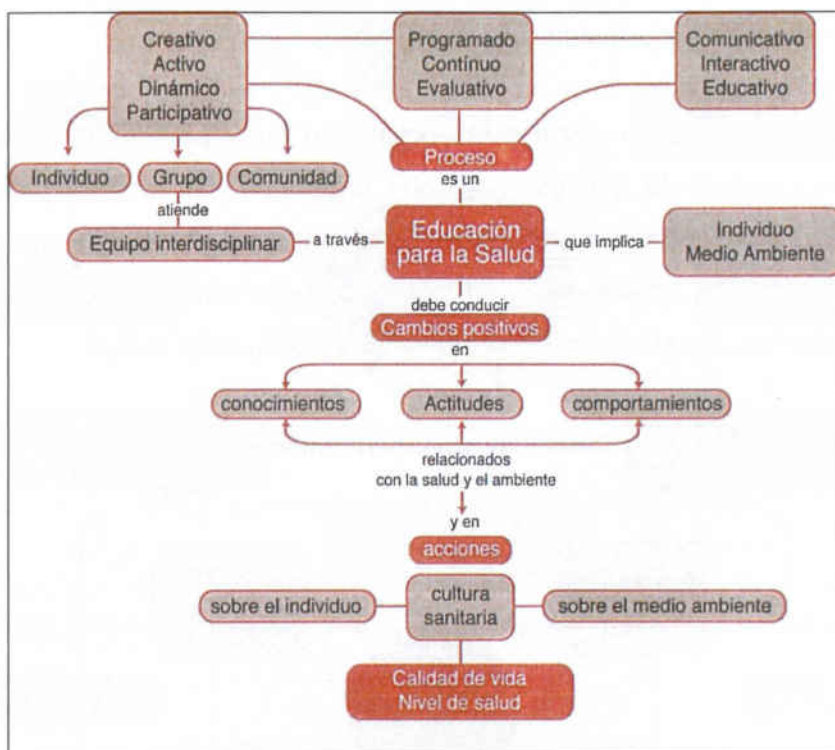 Creativo
Activo
Dinámico
Participativo
Programado
Contínuo
Evaluativo
Comunicativo
Interactivo
Educativo
Proceso
Individuo
Grupo
Comunidad
es un
atiende
Equipo interdisciplinar
a través
Educación
para la Salud
que implica
Individuo
Medio Ambiente
debe conducir
Cambios positivos
en
conocimientos
Actitudes
comportamientos
relacionados
con la salud y el ambiente
y en
acciones
sobre el individuo
cultura
sanitaria
sobre el medio ambiente
Calidad de vida
Nivel de salud